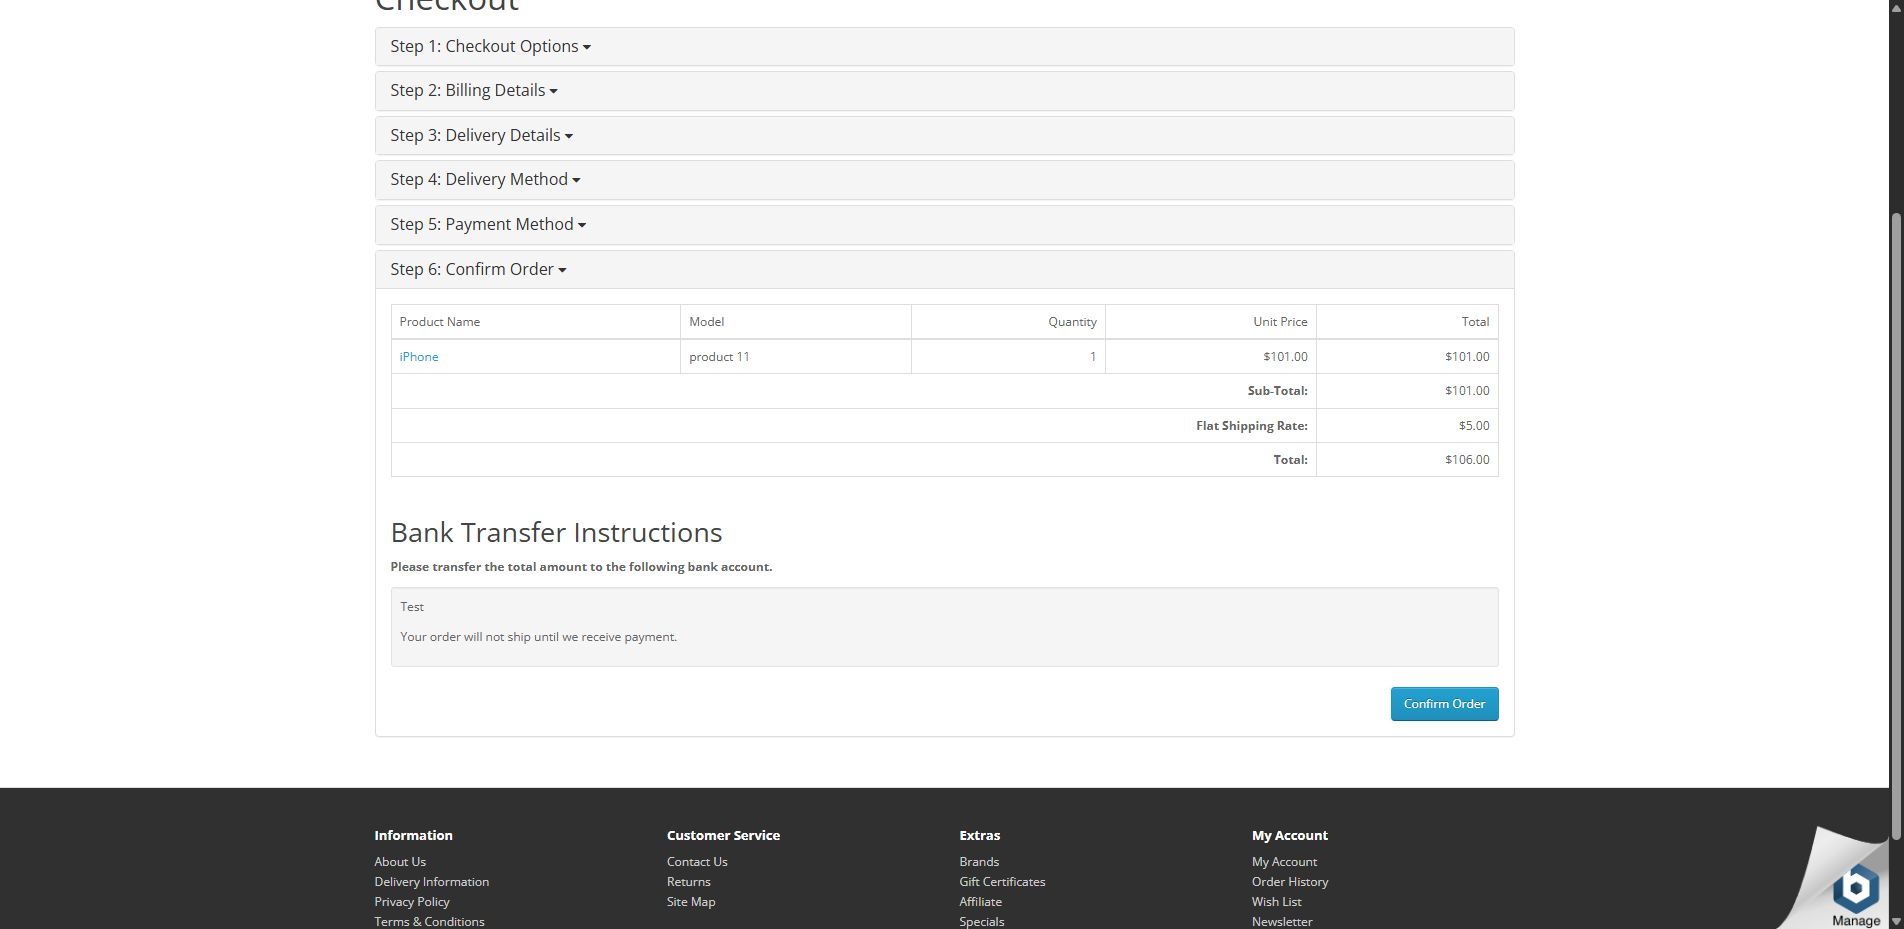 Checkout
Step 1: Checkout Options
Step 2: Billing Details
Step 3: Delivery Details
Step 4: Delivery Method
Step 5: Payment Method
Step 6: Confirm Order
Product Name Model Quantity Unit Price Total
iPhone product 11 1 $101.00 $101.00
Sub-Total: $101.00
Flat Shipping Rate: $5.00
Total: $106.00
Bank Transfer Instructions
Please transfer the total amount to the following bank account.
Test
Your order will not ship until we receive payment.
Confirm Order
Information Customer Service Extras My Account
About Us Contact Us Brands My Account
Delivery Information Returns Gift Certificates Order History
Privacy Policy Site Map Affiliate Wish List
Terms & Conditions Specials Newsletter
Manage